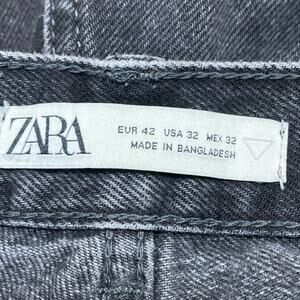 ZARA
EUR 42 USA 32 MEX 32
MADE IN BANGLADESH